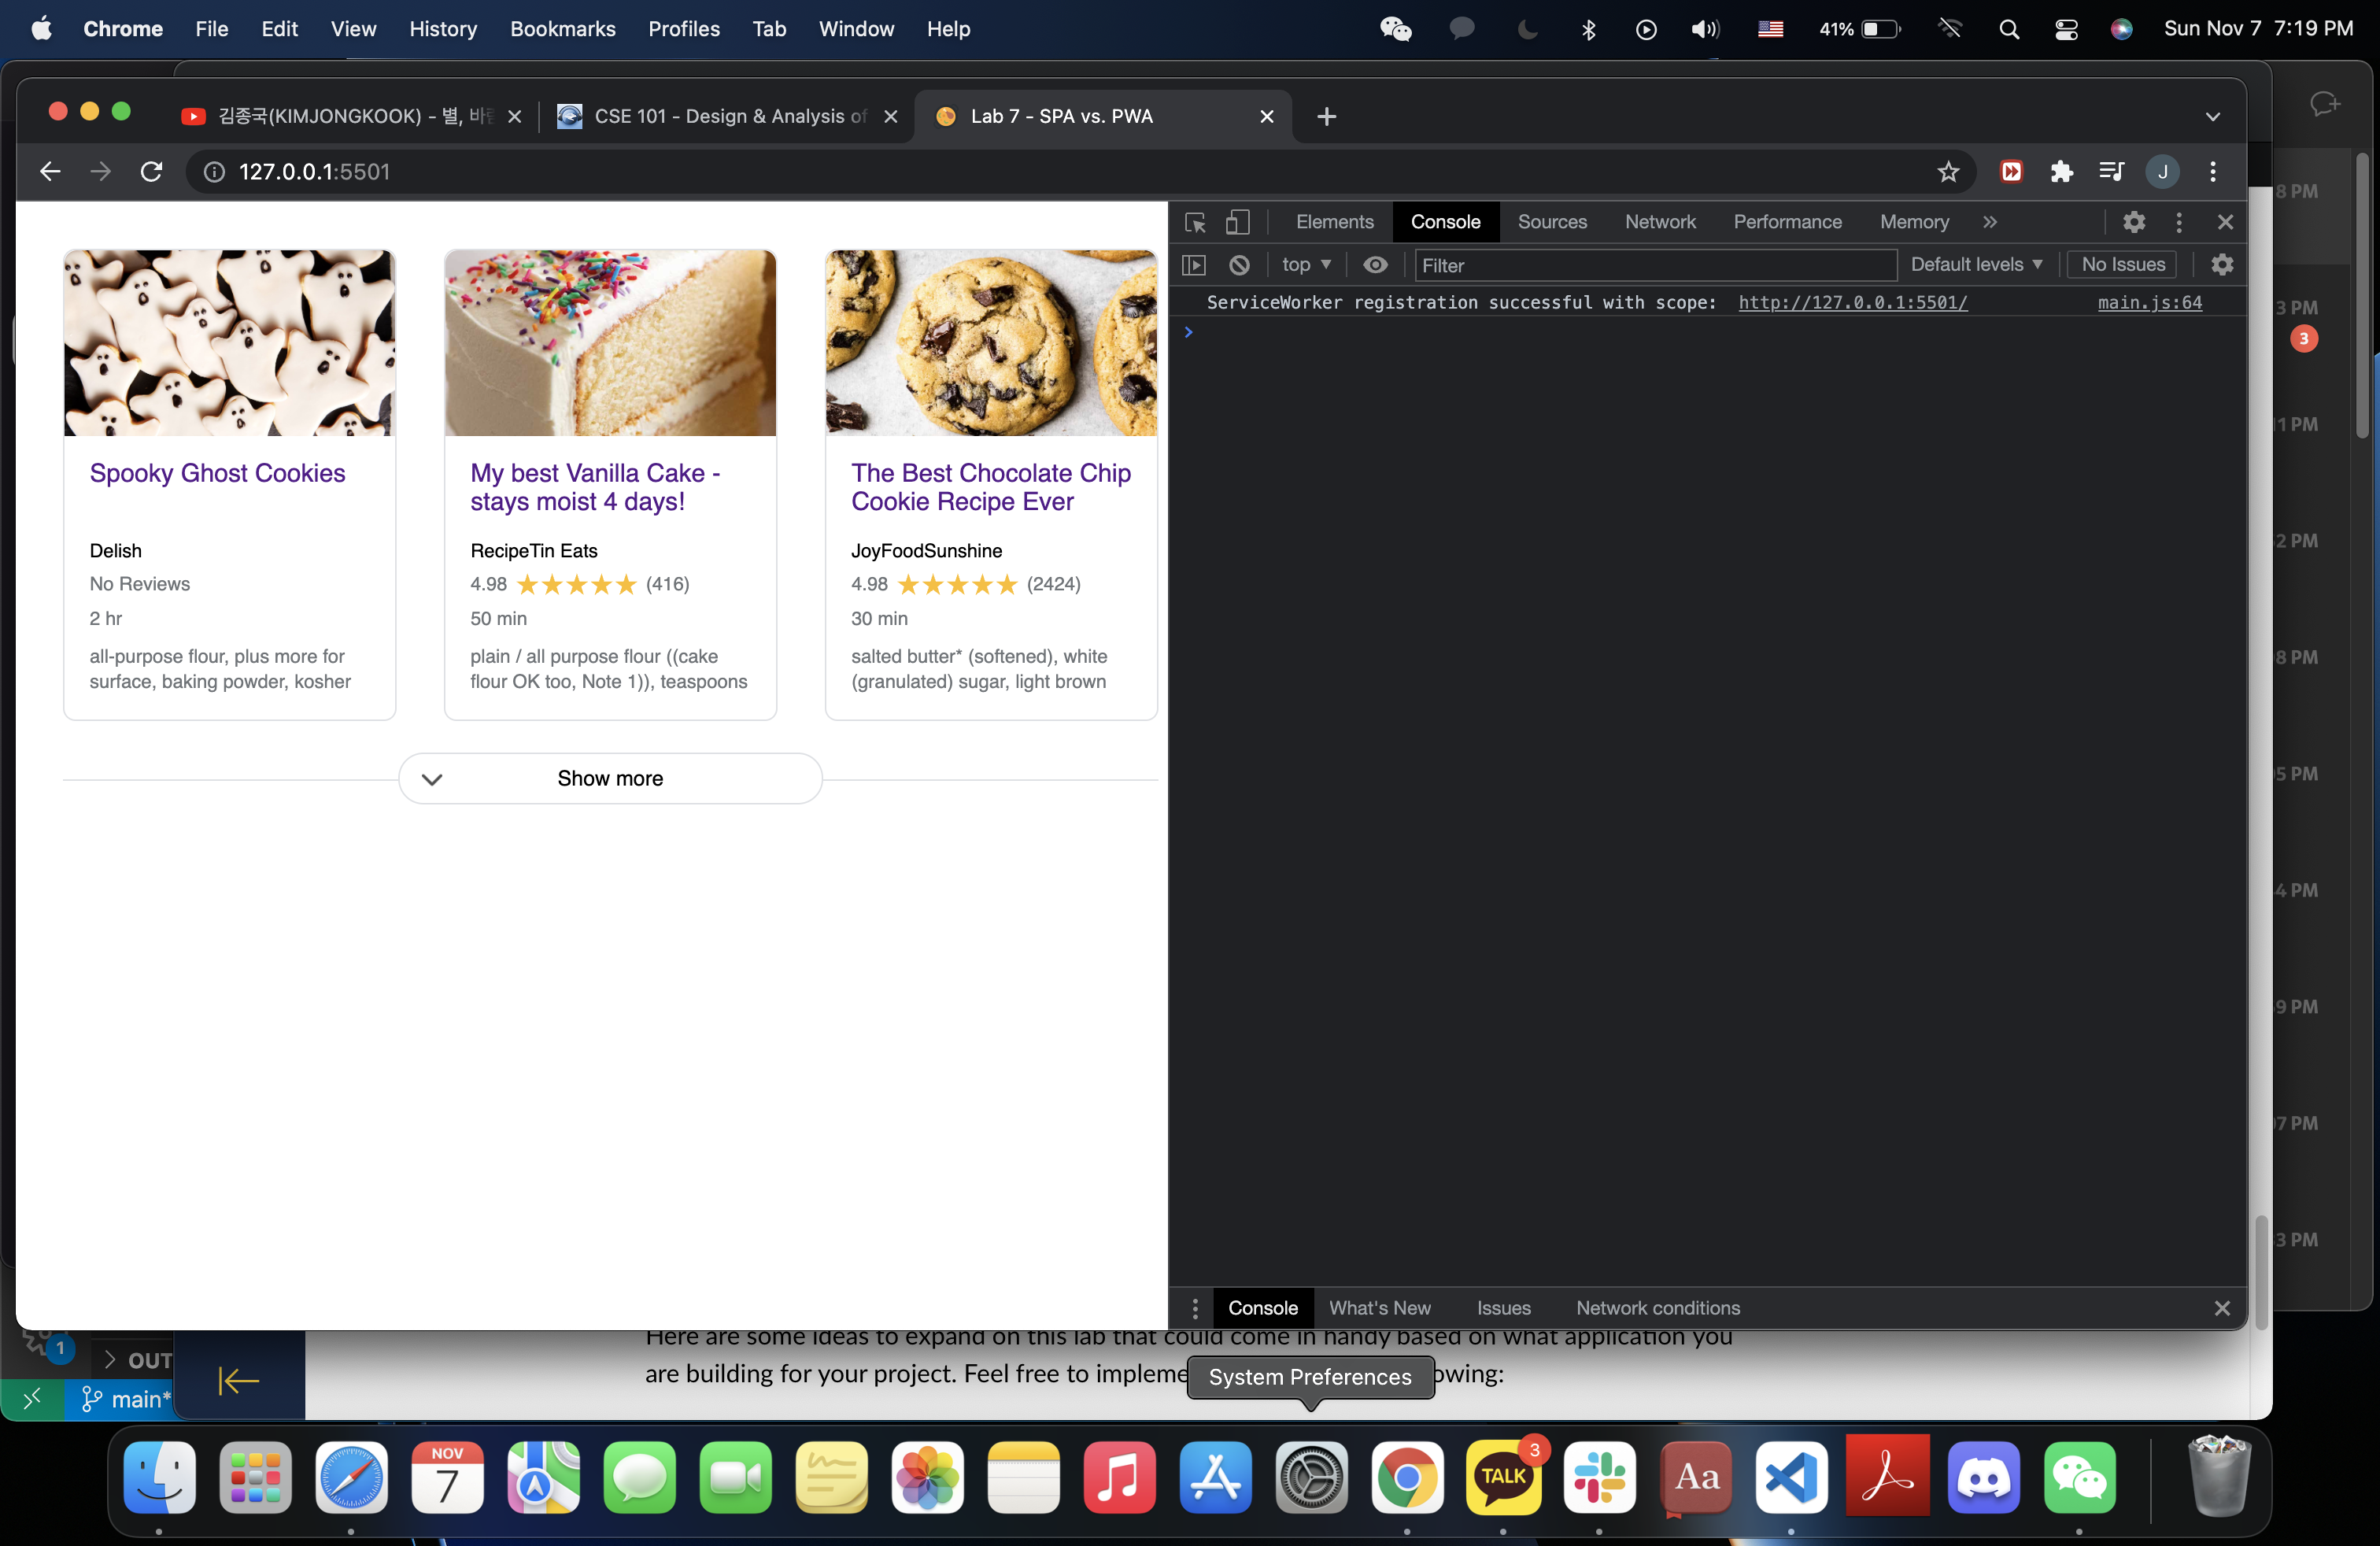 Chrome File Edit View History Bookmarks Profiles Tab Window Help 41% Sun Nov 7 7:19 PM
김종국(KIMJONGKOOK) - 별, CSE 101 - Design & Analysis of Lab 7 - SPA vs. PWA
127.0.0.1:5501 J
Elements Console Sources Network Performance Memory
top Filter Default levels No Issues
ServiceWorker registration successful with scope: http://127.0.0.1:5501/ main.js:64
Spooky Ghost Cookies
Delish
No Reviews
2 hr
all-purpose flour, plus more for
surface, baking powder, kosher
My best Vanilla Cake -
stays moist 4 days!
RecipeTin Eats
4.98 (416)
50 min
plain / all purpose flour ((cake
flour OK too, Note 1)), teaspoons
The Best Chocolate Chip
Cookie Recipe Ever
JoyFoodSunshine
4.98 (2424)
30 min
salted butter* (softened), white
(granulated) sugar, light brown
Show more
8 PM
3 PM
3
1 PM
2 PM
8 PM
5 PM
4 PM
9 PM
7 PM
3 PM
Console What's New Issues Network conditions
Here are some ideas to expand on this lab that could come in handy based on what application you
are building for your project. Feel free to impleme owing:
System Preferences
1
OUT
main*
NOV
7
TALK
3
Aa